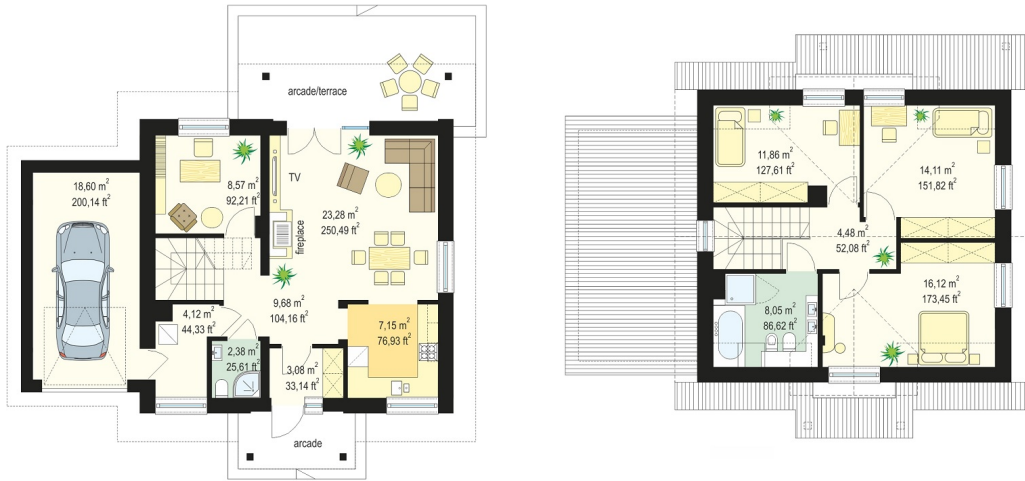 arcade/terrace
18,60 m²
200,14 ft²
8,57 m²
92,21 ft²
TV
23,28 m²
250,49 ft²
fireplace
9,68 m²
104,16 ft²
4,12 m²
44,33 ft²
7,15 m²
76,93 ft²
2,38 m²
25,61 ft²
3,08 m²
33,14 ft²
arcade
11,86 m²
127,61 ft²
14,11 m²
151,82 ft²
4,48 m²
52,08 ft²
16,12 m²
173,45 ft²
8,05 m²
86,62 ft²